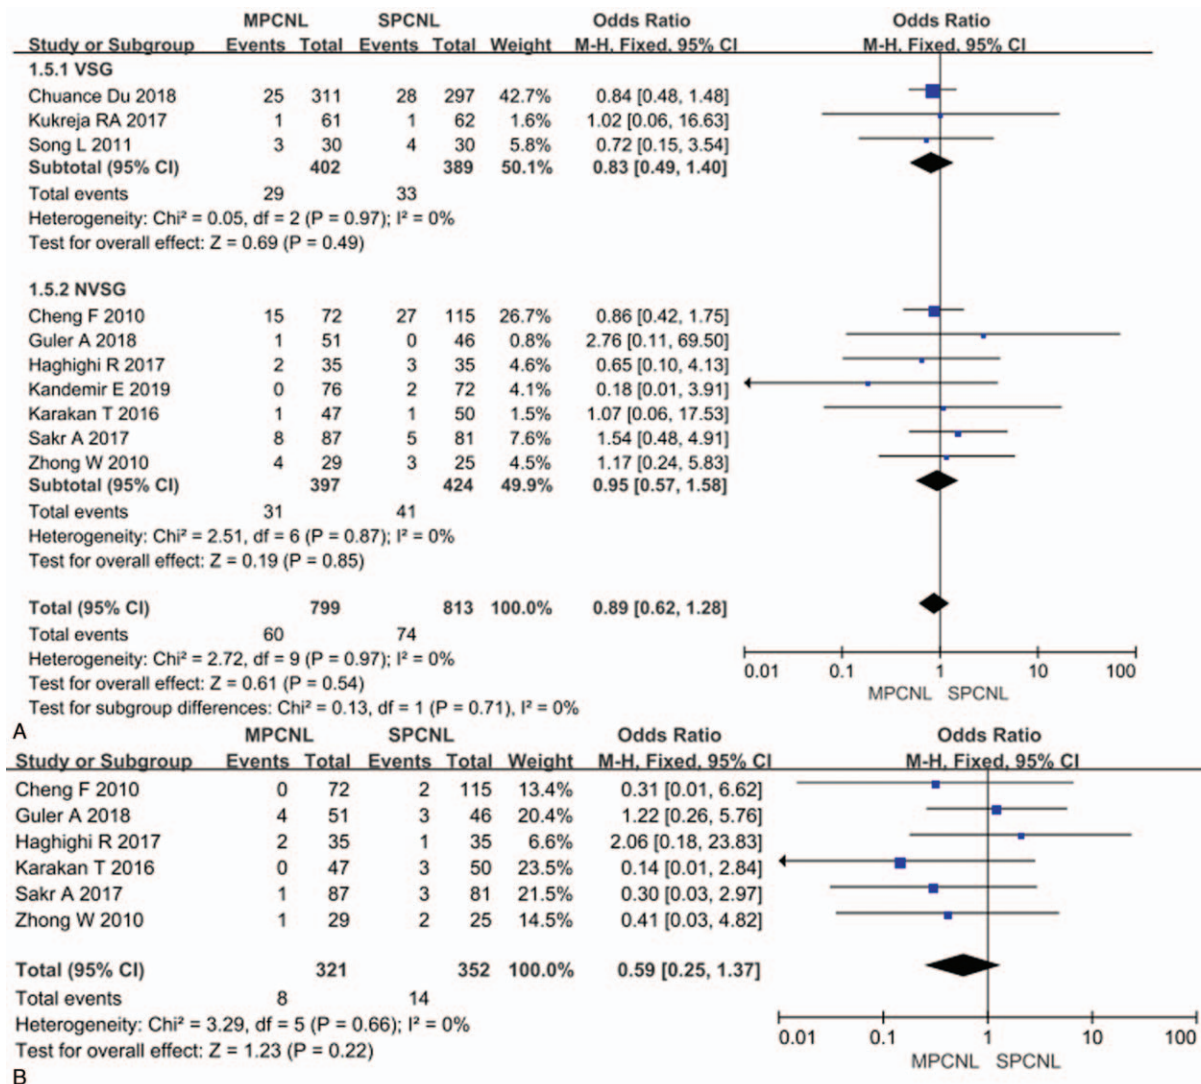 MPCNL SPCNL Odds Ratio Odds Ratio
Study or Subgroup Events Total Events Total Weight M-H, Fixed, 95% CI M-H, Fixed, 95% CI
1.5.1 VSG
Chuance Du 2018 25 311 28 297 42.7% 0.84 [0.48, 1.48]
Kukreja RA 2017 1 61 1 62 1.6% 1.02 [0.06, 16.63]
Song L 2011 3 30 4 30 5.8% 0.72 [0.15, 3.54]
Subtotal (95% CI) 402 389 50.1% 0.83 [0.49, 1.40]
Total events 29 33
Heterogeneity: Chi² = 0.05, df = 2 (P = 0.97); I² = 0%
Test for overall effect: Z = 0.69 (P = 0.49)
1.5.2 NVSG
Cheng F 2010 15 72 27 115 26.7% 0.86 [0.42, 1.75]
Guler A 2018 1 51 0 46 0.8% 2.76 [0.11, 69.50]
Haghighi R 2017 2 35 3 35 4.6% 0.65 [0.10, 4.13]
Kandemir E 2019 0 76 2 72 4.1% 0.18 [0.01, 3.91]
Karakan T 2016 1 47 1 50 1.5% 1.07 [0.06, 17.53]
Sakr A 2017 8 87 5 81 7.6% 1.54 [0.48, 4.91]
Zhong W 2010 4 29 3 25 4.5% 1.17 [0.24, 5.83]
Subtotal (95% CI) 397 424 49.9% 0.95 [0.57, 1.58]
Total events 31 41
Heterogeneity: Chi² = 2.51, df = 6 (P = 0.87); I² = 0%
Test for overall effect: Z = 0.19 (P = 0.85)
Total (95% CI) 799 813 100.0% 0.89 [0.62, 1.28]
Total events 60 74
Heterogeneity: Chi² = 2.72, df = 9 (P = 0.97); I² = 0%
Test for overall effect: Z = 0.61 (P = 0.54)
Test for subgroup differences: Chi² = 0.13, df = 1 (P = 0.71), I² = 0%
0.01 0.1 1 10 100
MPCNL SPCNL
A
MPCNL SPCNL Odds Ratio Odds Ratio
Study or Subgroup Events Total Events Total Weight M-H, Fixed, 95% CI M-H, Fixed, 95% CI
Cheng F 2010 0 72 2 115 13.4% 0.31 [0.01, 6.62]
Guler A 2018 4 51 3 46 20.4% 1.22 [0.26, 5.76]
Haghighi R 2017 2 35 1 35 6.6% 2.06 [0.18, 23.83]
Karakan T 2016 0 47 3 50 23.5% 0.14 [0.01, 2.84]
Sakr A 2017 1 87 3 81 21.5% 0.30 [0.03, 2.97]
Zhong W 2010 1 29 2 25 14.5% 0.41 [0.03, 4.82]
Total (95% CI) 321 352 100.0% 0.59 [0.25, 1.37]
Total events 8 14
Heterogeneity: Chi² = 3.29, df = 5 (P = 0.66); I² = 0%
Test for overall effect: Z = 1.23 (P = 0.22)
0.01 0.1 1 10 100
MPCNL SPCNL
B